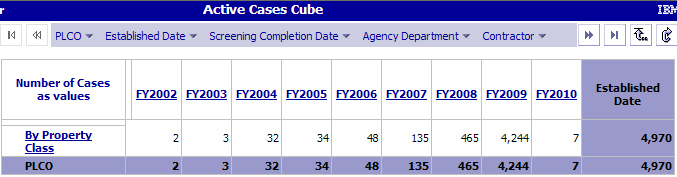 r Active Cases Cube IBM
PLCO Established Date Screening Completion Date Agency Department Contractor
Number of Cases as values FY2002 FY2003 FY2004 FY2005 FY2006 FY2007 FY2008 FY2009 FY2010 Established Date
By Property Class 2 3 32 34 48 135 465 4,244 7 4,970
PLCO 2 3 32 34 48 135 465 4,244 7 4,970